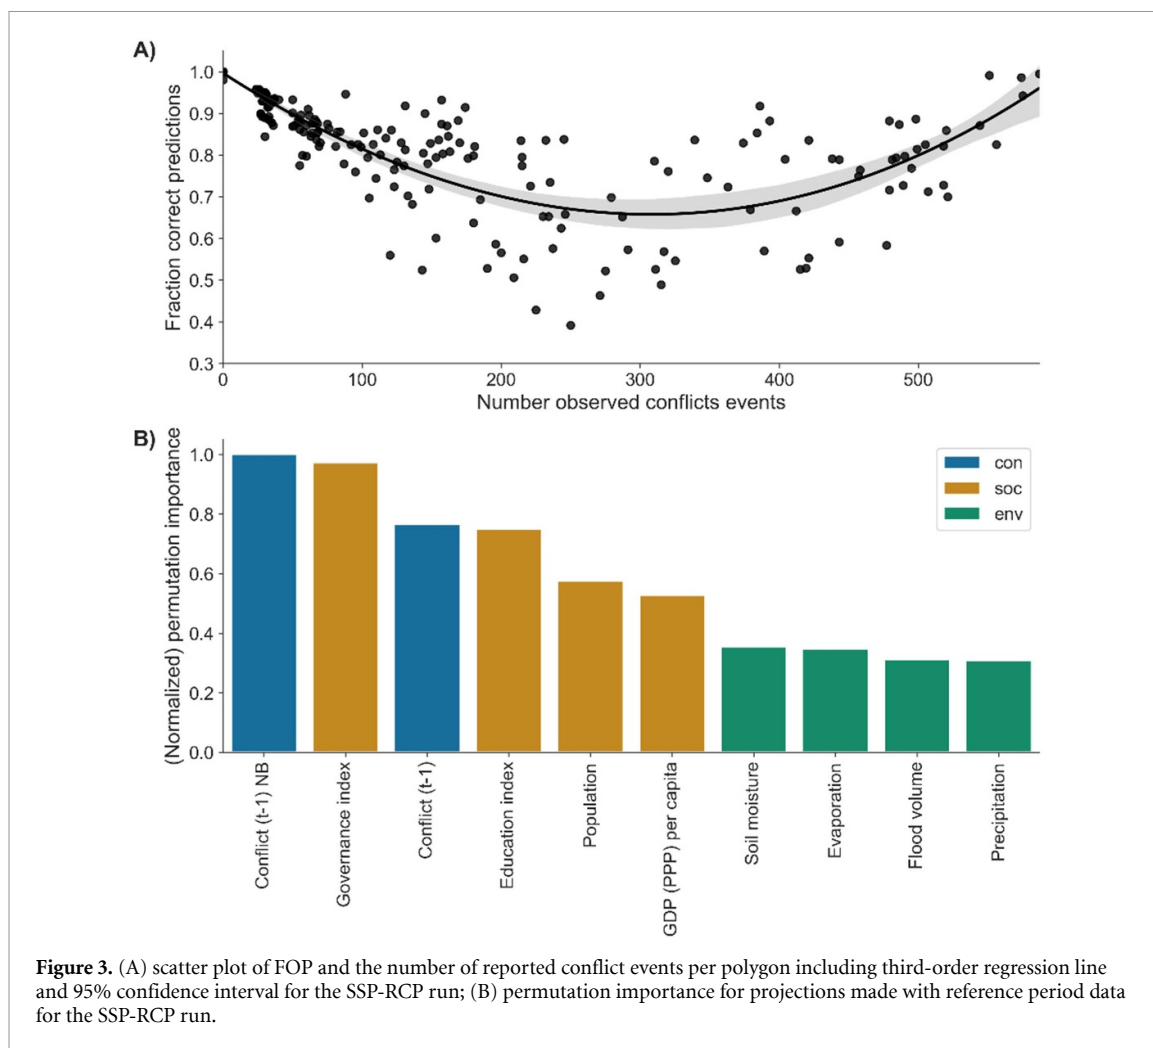 A)
Fraction correct predictions
1.0
0.9
0.8
0.7
0.6
0.5
0.4
0.3
0
100
200
300
400
500
Number observed conflicts events
B)
(Normalized) permutation importance
1.0
0.8
0.6
0.4
0.2
0.0
con
soc
env
Conflict (t-1) NB
Governance index
Conflict (t-1)
Education index
Population
GDP (PPP) per capita
Soil moisture
Evaporation
Flood volume
Precipitation
Figure 3. (A) scatter plot of FOP and the number of reported conflict events per polygon including third-order regression line
and 95% confidence interval for the SSP-RCP run; (B) permutation importance for projections made with reference period data
for the SSP-RCP run.